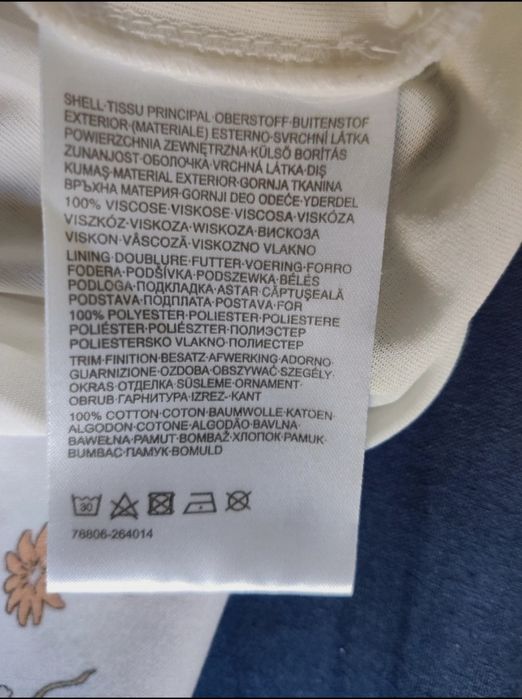 SHELL·TISSU PRINCIPAL·OBERSTOFF·BUITENSTOF
EXTERIOR·(MATERIALE) ESTERNO·SVRCHNÍ LÁTKA
POWIERZCHNIA ZEWNĘTRZNA·KÜLSŐ BORÍTÁS
ZUNANJOST·ОБОЛОЧКА·VRCHNÁ LÁTKA·DIŞ
KUMAŞ·MATERIAL EXTERIOR·GORNJA TKANINA
ВРЪХНА МАТЕРИЯ·GORNJI DEO ODEĆE·YDERDEL
100% VISCOSE·VISKOSE·VISCOSA·VISKÓZA
VISZKÓZ·VISKOZA·WISKOZA·ВИСКОЗА
VISKON·VÂSCOZĂ·VISKOZNO VLAKNO
LINING·DOUBLURE·FUTTER·VOERING·FORRO
FODERA·PODŠÍVKA·PODSZEWKA·BÉLÉS
PODLOGA·ПОДКЛАДКА·ASTAR·CĂPTUŞEALĂ
PODSTAVA·ПОДПЛАТА·POSTAVA·FOR
100% POLYESTER·POLIESTER·POLIESTERE
POLIÉSTER·POLIÉSZTER·ПОЛИЭСТЕР
POLIESTERSKO VLAKNO·ПОЛИЕСТЕР
TRIM·FINITION·BESATZ·AFWERKING·ADORNO
GUARNIZIONE·OZDOBA·OBSZYWAĆ·SZEGÉLY
OKRAS·ОТДЕЛКА·SÜSLEME·ORNAMENT
OBRUB·ГАРНИТУРА·IZREZ·KANT
100% COTTON·COTON·BAUMWOLLE·KATOEN
ALGODON·COTONE·ALGODÃO·BAVLNA
BAWEŁNA·PAMUT·BOMBAŽ·ХЛОПОК·PAMUK
BUMBAC·ПАМУК·BOMULD
30
76806-264014